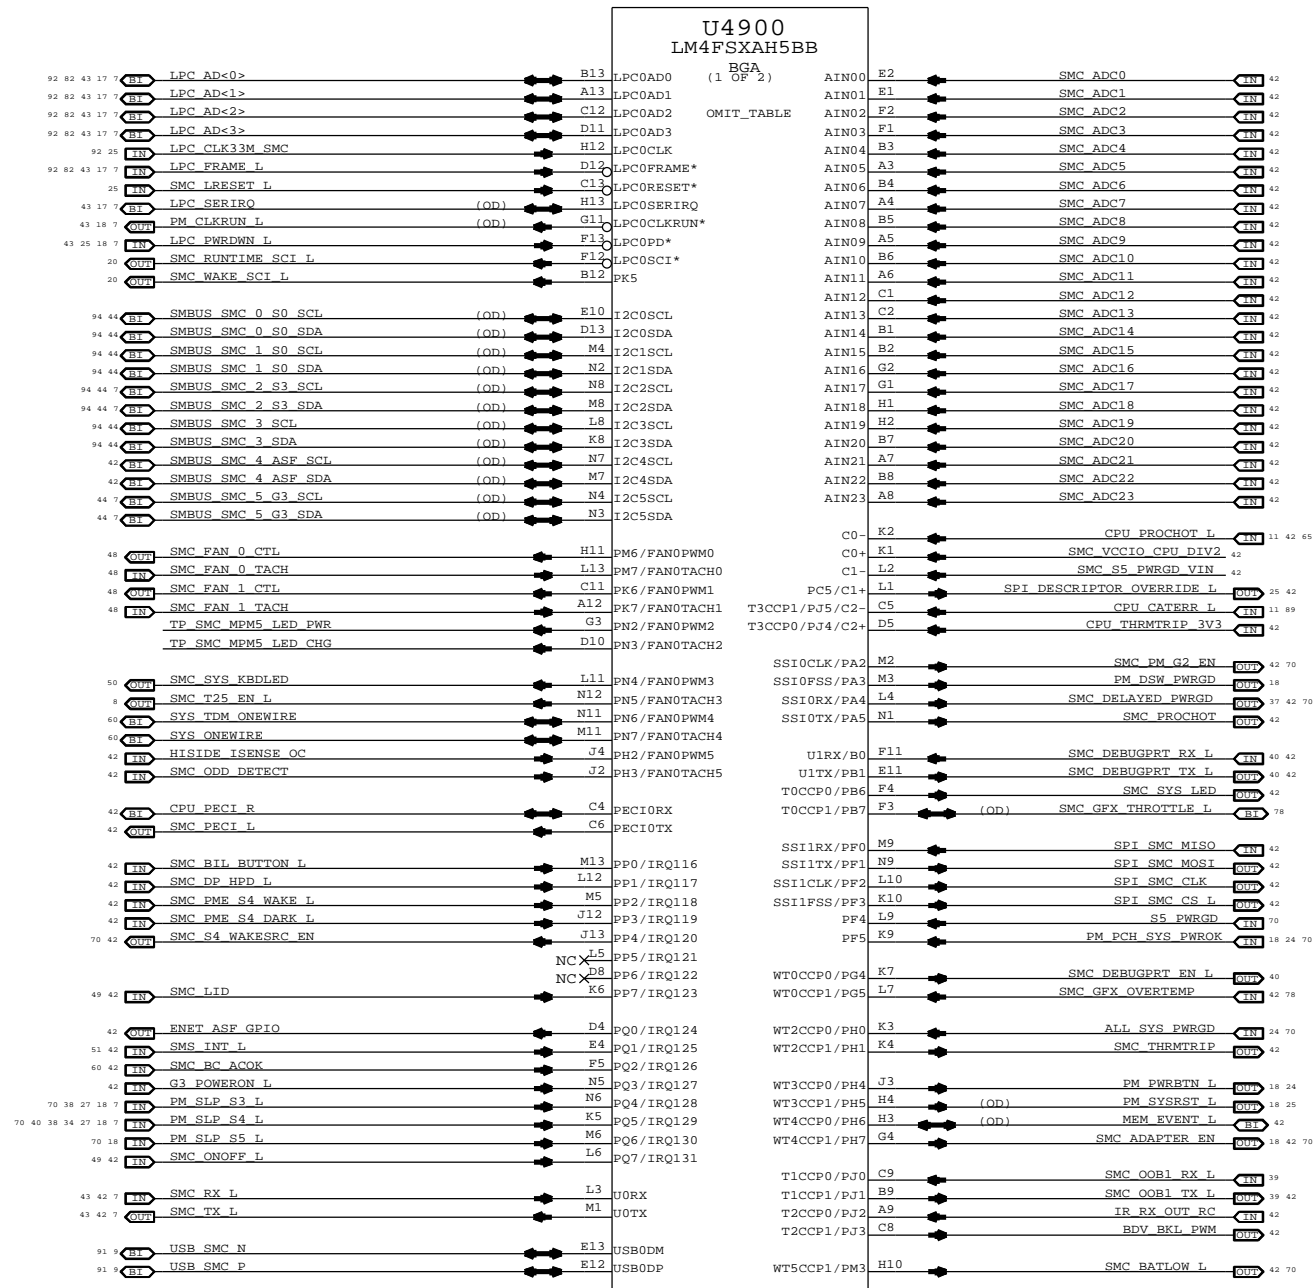 U4900
LM4FSXAH5BB
BGA
(1 OF 2)
OMIT_TABLE
92 82 43 17 7 BI LPC_AD<0> B13 LPC0AD0
92 82 43 17 7 BI LPC_AD<1> A13 LPC0AD1
92 82 43 17 7 BI LPC_AD<2> C12 LPC0AD2
92 82 43 17 7 BI LPC_AD<3> D11 LPC0AD3
92 25 IN LPC_CLK33M_SMC H12 LPC0CLK
92 82 43 17 7 IN LPC_FRAME_L D12 LPC0FRAME*
25 IN SMC_LRESET_L C13 LPC0RESET*
43 17 7 BI LPC_SERIRQ (OD) H13 LPC0SERIRQ
43 18 7 OUT PM_CLKRUN_L (OD) G11 LPC0CLKRUN*
43 25 18 7 IN LPC_PWRDWN_L F13 LPC0PD*
20 OUT SMC_RUNTIME_SCI_L F12 LPC0SCI*
20 OUT SMC_WAKE_SCI_L B12 PK5
94 44 BI SMBUS_SMC_0_S0_SCL (OD) E10 I2C0SCL
94 44 BI SMBUS_SMC_0_S0_SDA (OD) D13 I2C0SDA
94 44 BI SMBUS_SMC_1_S0_SCL (OD) M4 I2C1SCL
94 44 BI SMBUS_SMC_1_S0_SDA (OD) N2 I2C1SDA
94 44 7 BI SMBUS_SMC_2_S3_SCL (OD) N8 I2C2SCL
94 44 7 BI SMBUS_SMC_2_S3_SDA (OD) M8 I2C2SDA
94 44 BI SMBUS_SMC_3_SCL (OD) L8 I2C3SCL
94 44 BI SMBUS_SMC_3_SDA (OD) K8 I2C3SDA
42 BI SMBUS_SMC_4_ASF_SCL (OD) N7 I2C4SCL
42 BI SMBUS_SMC_4_ASF_SDA (OD) M7 I2C4SDA
44 7 BI SMBUS_SMC_5_G3_SCL (OD) N4 I2C5SCL
44 7 BI SMBUS_SMC_5_G3_SDA (OD) N3 I2C5SDA
48 OUT SMC_FAN_0_CTL H11 PM6/FAN0PWM0
48 IN SMC_FAN_0_TACH L13 PM7/FAN0TACH0
48 OUT SMC_FAN_1_CTL C11 PK6/FAN0PWM1
48 IN SMC_FAN_1_TACH A12 PK7/FAN0TACH1
TP_SMC_MPM5_LED_PWR G3 PN2/FAN0PWM2
TP_SMC_MPM5_LED_CHG D10 PN3/FAN0TACH2
50 OUT SMC_SYS_KBDLED L11 PN4/FAN0PWM3
8 OUT SMC_T25_EN_L N12 PN5/FAN0TACH3
60 BI SYS_TDM_ONEWIRE N11 PN6/FAN0PWM4
60 BI SYS_ONEWIRE M11 PN7/FAN0TACH4
42 IN HISIDE_ISENSE_OC J4 PH2/FAN0PWM5
42 IN SMC_ODD_DETECT J2 PH3/FAN0TACH5
42 BI CPU_PECI_R C4 PECI0RX
42 OUT SMC_PECI_L C6 PECI0TX
42 IN SMC_BIL_BUTTON_L M13 PP0/IRQ116
42 IN SMC_DP_HPD_L L12 PP1/IRQ117
42 IN SMC_PME_S4_WAKE_L M5 PP2/IRQ118
42 IN SMC_PME_S4_DARK_L J12 PP3/IRQ119
70 42 OUT SMC_S4_WAKESRC_EN J13 PP4/IRQ120
NC L5 PP5/IRQ121
NC D8 PP6/IRQ122
49 42 IN SMC_LID K6 PP7/IRQ123
42 OUT ENET_ASF_GPIO D4 PQ0/IRQ124
51 42 IN SMS_INT_L E4 PQ1/IRQ125
60 42 IN SMC_BC_ACOK F5 PQ2/IRQ126
42 IN G3_POWERON_L N5 PQ3/IRQ127
70 38 27 18 7 IN PM_SLP_S3_L N6 PQ4/IRQ128
70 40 38 34 27 18 7 IN PM_SLP_S4_L K5 PQ5/IRQ129
70 18 IN PM_SLP_S5_L M6 PQ6/IRQ130
49 42 IN SMC_ONOFF_L L6 PQ7/IRQ131
43 42 7 IN SMC_RX_L L3 U0RX
43 42 7 OUT SMC_TX_L M1 U0TX
91 9 BI USB_SMC_N E13 USB0DM
91 9 BI USB_SMC_P E12 USB0DP
AIN00 E2 SMC_ADC0 IN 42
AIN01 E1 SMC_ADC1 IN 42
AIN02 F2 SMC_ADC2 IN 42
AIN03 F1 SMC_ADC3 IN 42
AIN04 B3 SMC_ADC4 IN 42
AIN05 A3 SMC_ADC5 IN 42
AIN06 B4 SMC_ADC6 IN 42
AIN07 A4 SMC_ADC7 IN 42
AIN08 B5 SMC_ADC8 IN 42
AIN09 A5 SMC_ADC9 IN 42
AIN10 B6 SMC_ADC10 IN 42
AIN11 A6 SMC_ADC11 IN 42
AIN12 C1 SMC_ADC12 IN 42
AIN13 C2 SMC_ADC13 IN 42
AIN14 B1 SMC_ADC14 IN 42
AIN15 B2 SMC_ADC15 IN 42
AIN16 G2 SMC_ADC16 IN 42
AIN17 G1 SMC_ADC17 IN 42
AIN18 H1 SMC_ADC18 IN 42
AIN19 H2 SMC_ADC19 IN 42
AIN20 B7 SMC_ADC20 IN 42
AIN21 A7 SMC_ADC21 IN 42
AIN22 B8 SMC_ADC22 IN 42
AIN23 A8 SMC_ADC23 IN 42
C0- K2 CPU_PROCHOT_L IN 11 42 65
C0+ K1 SMC_VCCIO_CPU_DIV2 42
C1- L2 SMC_S5_PWRGD_VIN 42
PC5/C1+ L1 SPI_DESCRIPTOR_OVERRIDE_L OUT 25 42
T3CCP1/PJ5/C2- C5 CPU_CATERR_L IN 11 89
T3CCP0/PJ4/C2+ D5 CPU_THRMTRIP_3V3 IN 42
SSI0CLK/PA2 M2 SMC_PM_G2_EN OUT 42 70
SSI0FSS/PA3 M3 PM_DSW_PWRGD OUT 18
SSI0RX/PA4 L4 SMC_DELAYED_PWRGD OUT 37 42 70
SSI0TX/PA5 N1 SMC_PROCHOT OUT 42
U1RX/B0 F11 SMC_DEBUGPRT_RX_L IN 40 42
U1TX/PB1 E11 SMC_DEBUGPRT_TX_L OUT 40 42
T0CCP0/PB6 F4 SMC_SYS_LED OUT 42
T0CCP1/PB7 F3 (OD) SMC_GFX_THROTTLE_L BI 78
SSI1RX/PF0 M9 SPI_SMC_MISO IN 42
SSI1TX/PF1 N9 SPI_SMC_MOSI OUT 42
SSI1CLK/PF2 L10 SPI_SMC_CLK OUT 42
SSI1FSS/PF3 K10 SPI_SMC_CS_L OUT 42
PF4 L9 S5_PWRGD IN 70
PF5 K9 PM_PCH_SYS_PWROK IN 18 24 70
WT0CCP0/PG4 K7 SMC_DEBUGPRT_EN_L OUT 40
WT0CCP1/PG5 L7 SMC_GFX_OVERTEMP IN 42 78
WT2CCP0/PH0 K3 ALL_SYS_PWRGD IN 24 70
WT2CCP1/PH1 K4 SMC_THRMTRIP OUT 42
WT3CCP0/PH4 J3 PM_PWRBTN_L OUT 18 24
WT3CCP1/PH5 H4 (OD) PM_SYSRST_L OUT 18 25
WT4CCP0/PH6 H3 (OD) MEM_EVENT_L BI 42
WT4CCP1/PH7 G4 SMC_ADAPTER_EN OUT 18 42 70
T1CCP0/PJ0 C9 SMC_OOB1_RX_L IN 39
T1CCP1/PJ1 B9 SMC_OOB1_TX_L OUT 39 42
T2CCP0/PJ2 A9 IR_RX_OUT_RC IN 42
T2CCP1/PJ3 C8 BDV_BKL_PWM OUT 42
WT5CCP1/PM3 H10 SMC_BATLOW_L OUT 42 70